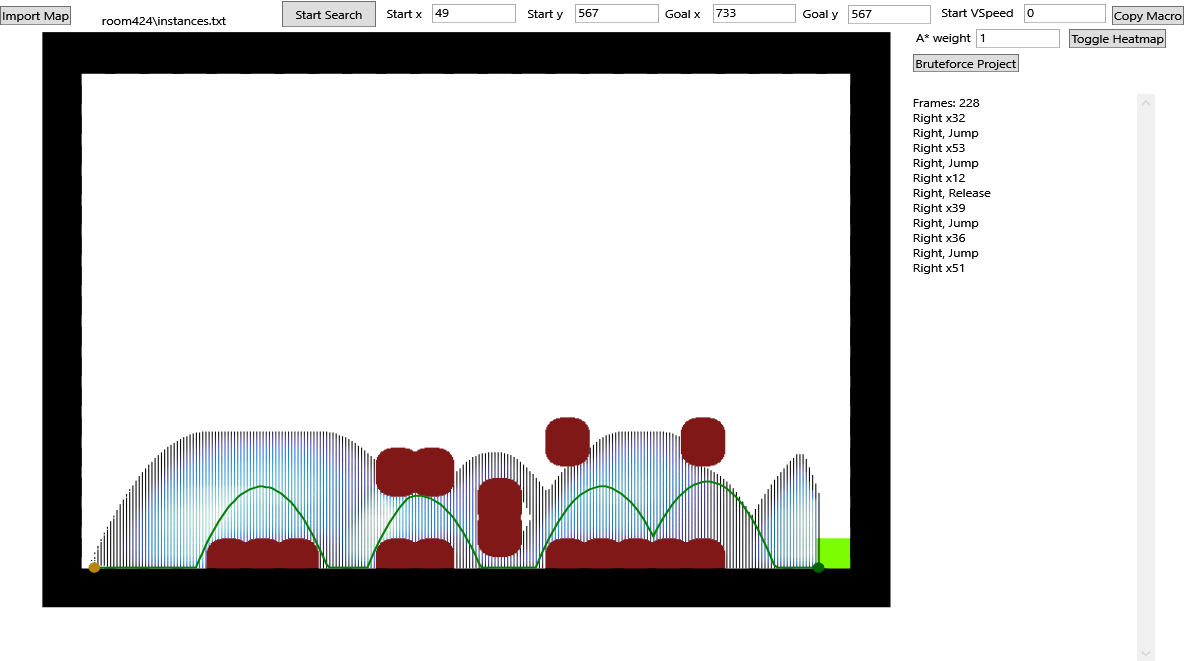 Import Map
room424\instances.txt
Start Search
Start x 49
Start y 567
Goal x 733
Goal y 567
Start VSpeed 0
Copy Macro
A* weight 1
Toggle Heatmap
Bruteforce Project
Frames: 228
Right x32
Right, Jump
Right x53
Right, Jump
Right x12
Right, Release
Right x39
Right, Jump
Right x36
Right, Jump
Right x51